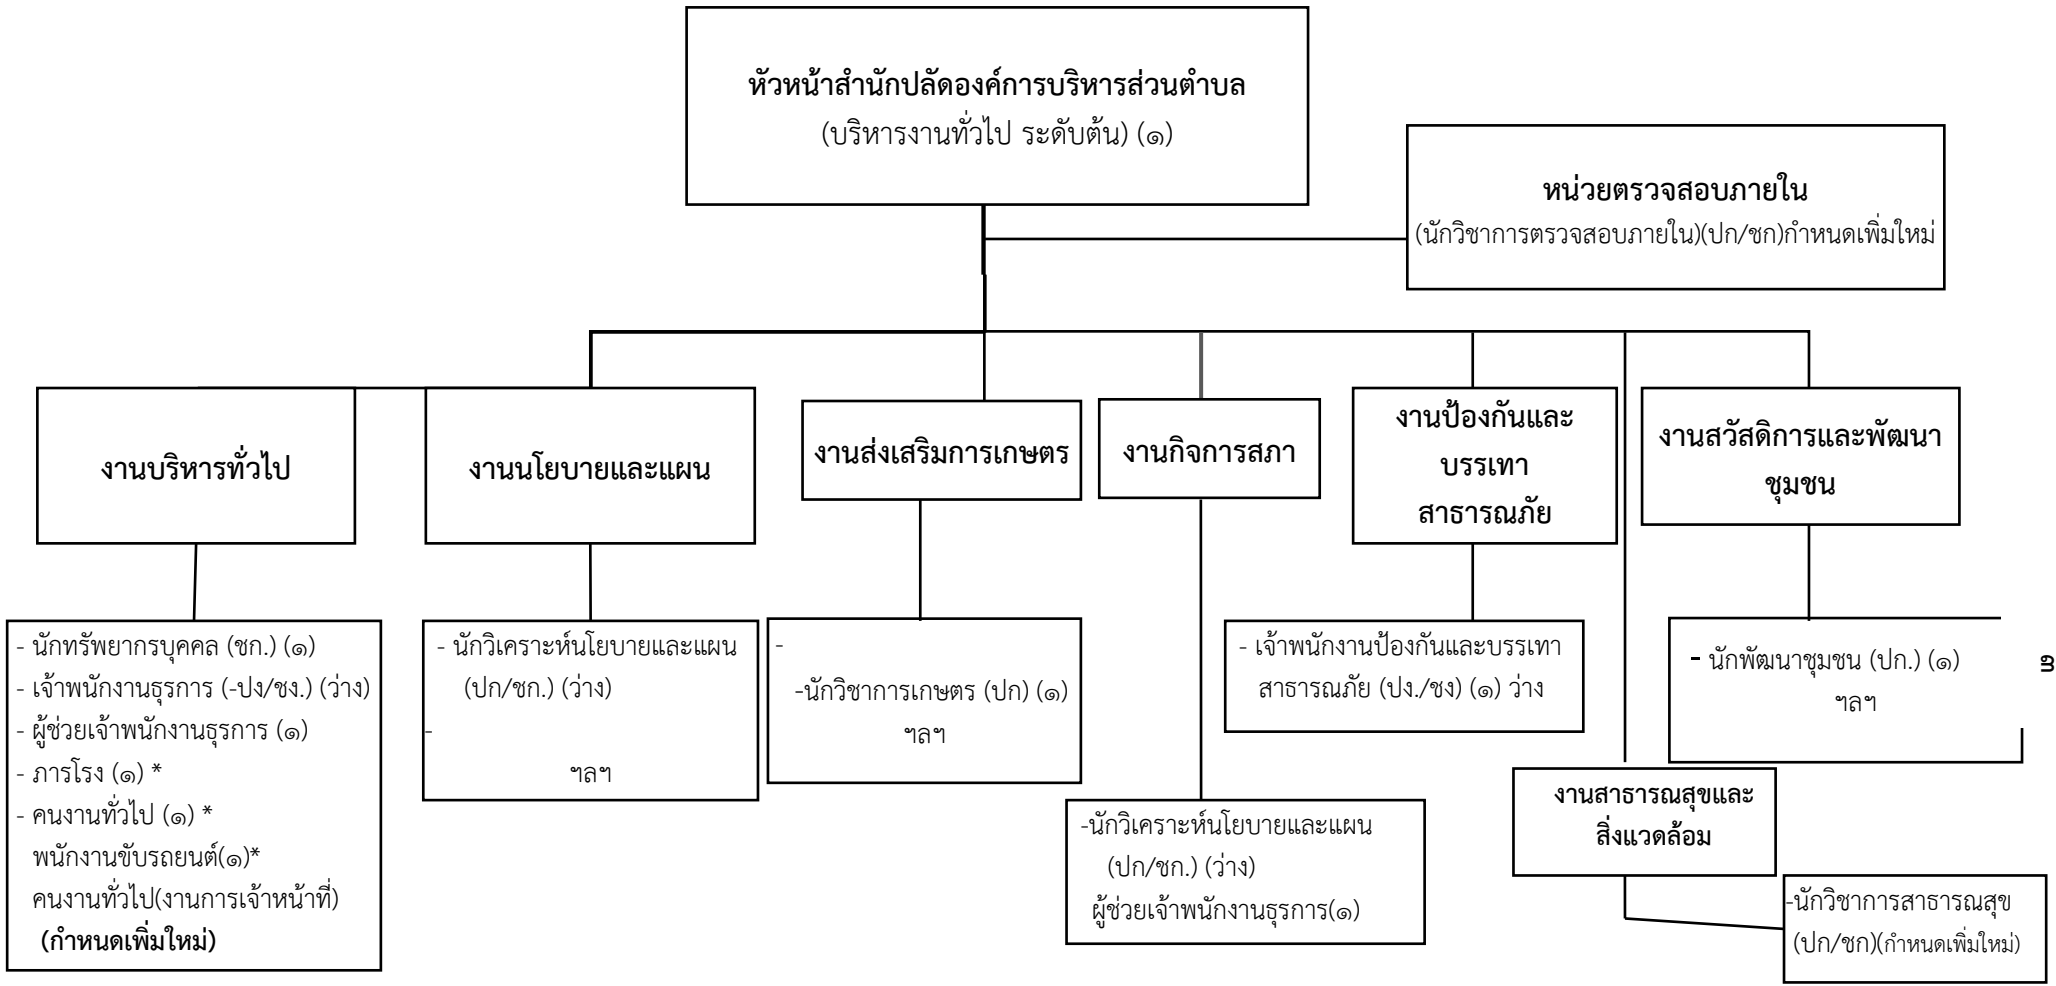 หัวหน้าสำนักปลัดองค์การบริหารส่วนตำบล
(บริหารงานทั่วไป ระดับต้น) (๑)
หน่วยตรวจสอบภายใน
(นักวิชาการตรวจสอบภายใน)(ปก/ชก)กำหนดเพิ่มใหม่
งานบริหารทั่วไป
งานนโยบายและแผน
งานส่งเสริมการเกษตร
งานกิจการสภา
งานป้องกันและ
บรรเทา
สาธารณภัย
งานสวัสดิการและพัฒนา
ชุมชน
- นักทรัพยากรบุคคล (ชก.) (๑)
- เจ้าพนักงานธุรการ (-ปง/ชง.) (ว่าง)
- ผู้ช่วยเจ้าพนักงานธุรการ (๑)
- ภารโรง (๑) *
- คนงานทั่วไป (๑) *
พนักงานขับรถยนต์(๑)*
คนงานทั่วไป(งานการเจ้าหน้าที่)
(กำหนดเพิ่มใหม่)
- นักวิเคราะห์นโยบายและแผน
(ปก/ชก.) (ว่าง)
-
ฯลฯ
-
-นักวิชาการเกษตร (ปก) (๑)
ฯลฯ
-นักวิเคราะห์นโยบายและแผน
(ปก/ชก.) (ว่าง)
ผู้ช่วยเจ้าพนักงานธุรการ(๑)
- เจ้าพนักงานป้องกันและบรรเทา
สาธารณภัย (ปง./ชง) (๑) ว่าง
- นักพัฒนาชุมชน (ปก.) (๑)
ฯลฯ
๓
งานสาธารณสุขและ
สิ่งแวดล้อม
-นักวิชาการสาธารณสุข
(ปก/ชก)(กำหนดเพิ่มใหม่)